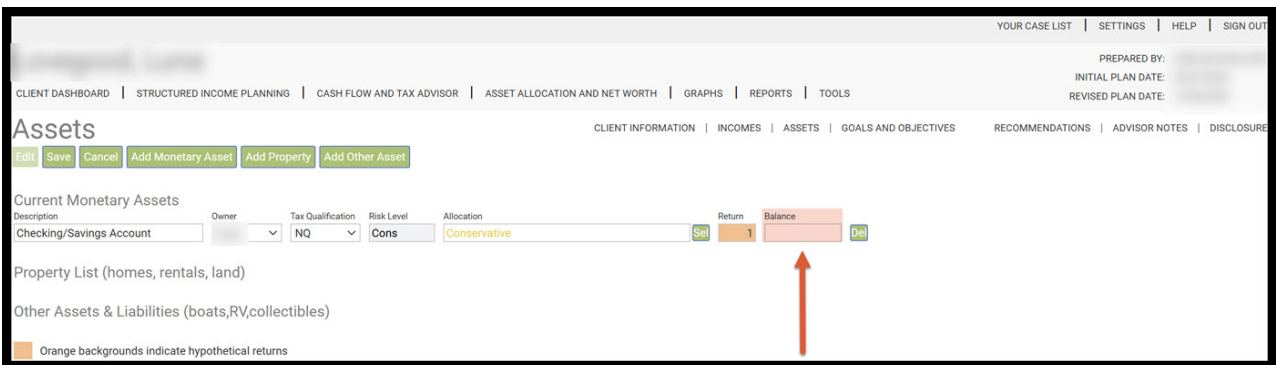 YOUR CASE LIST | SETTINGS | HELP | SIGN OUT
PREPARED BY:
INITIAL PLAN DATE:
REVISED PLAN DATE:
CLIENT DASHBOARD | STRUCTURED INCOME PLANNING | CASH FLOW AND TAX ADVISOR | ASSET ALLOCATION AND NET WORTH | GRAPHS | REPORTS | TOOLS
Assets
CLIENT INFORMATION | INCOMES | ASSETS | GOALS AND OBJECTIVES RECOMMENDATIONS | ADVISOR NOTES | DISCLOSURE
Edit Save Cancel Add Monetary Asset Add Property Add Other Asset
Current Monetary Assets
Description Owner Tax Qualification Risk Level Allocation Return Balance
Checking/Savings Account NQ Cons Conservative Sel 1 Del
Property List (homes, rentals, land)
Other Assets & Liabilities (boats,RV,collectibles)
Orange backgrounds indicate hypothetical returns